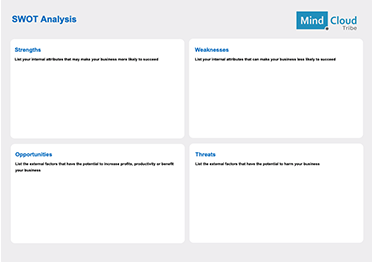 SWOT Analysis
Mind Cloud
Tribe
Strengths
List your internal attributes that may make your business more likely to succeed
Weaknesses
List your internal attributes that can make your business less likely to succeed
Opportunities
List the external factors that have the potential to increase profits, productivity or benefit
your business
Threats
List the external factors that have the potential to harm your business